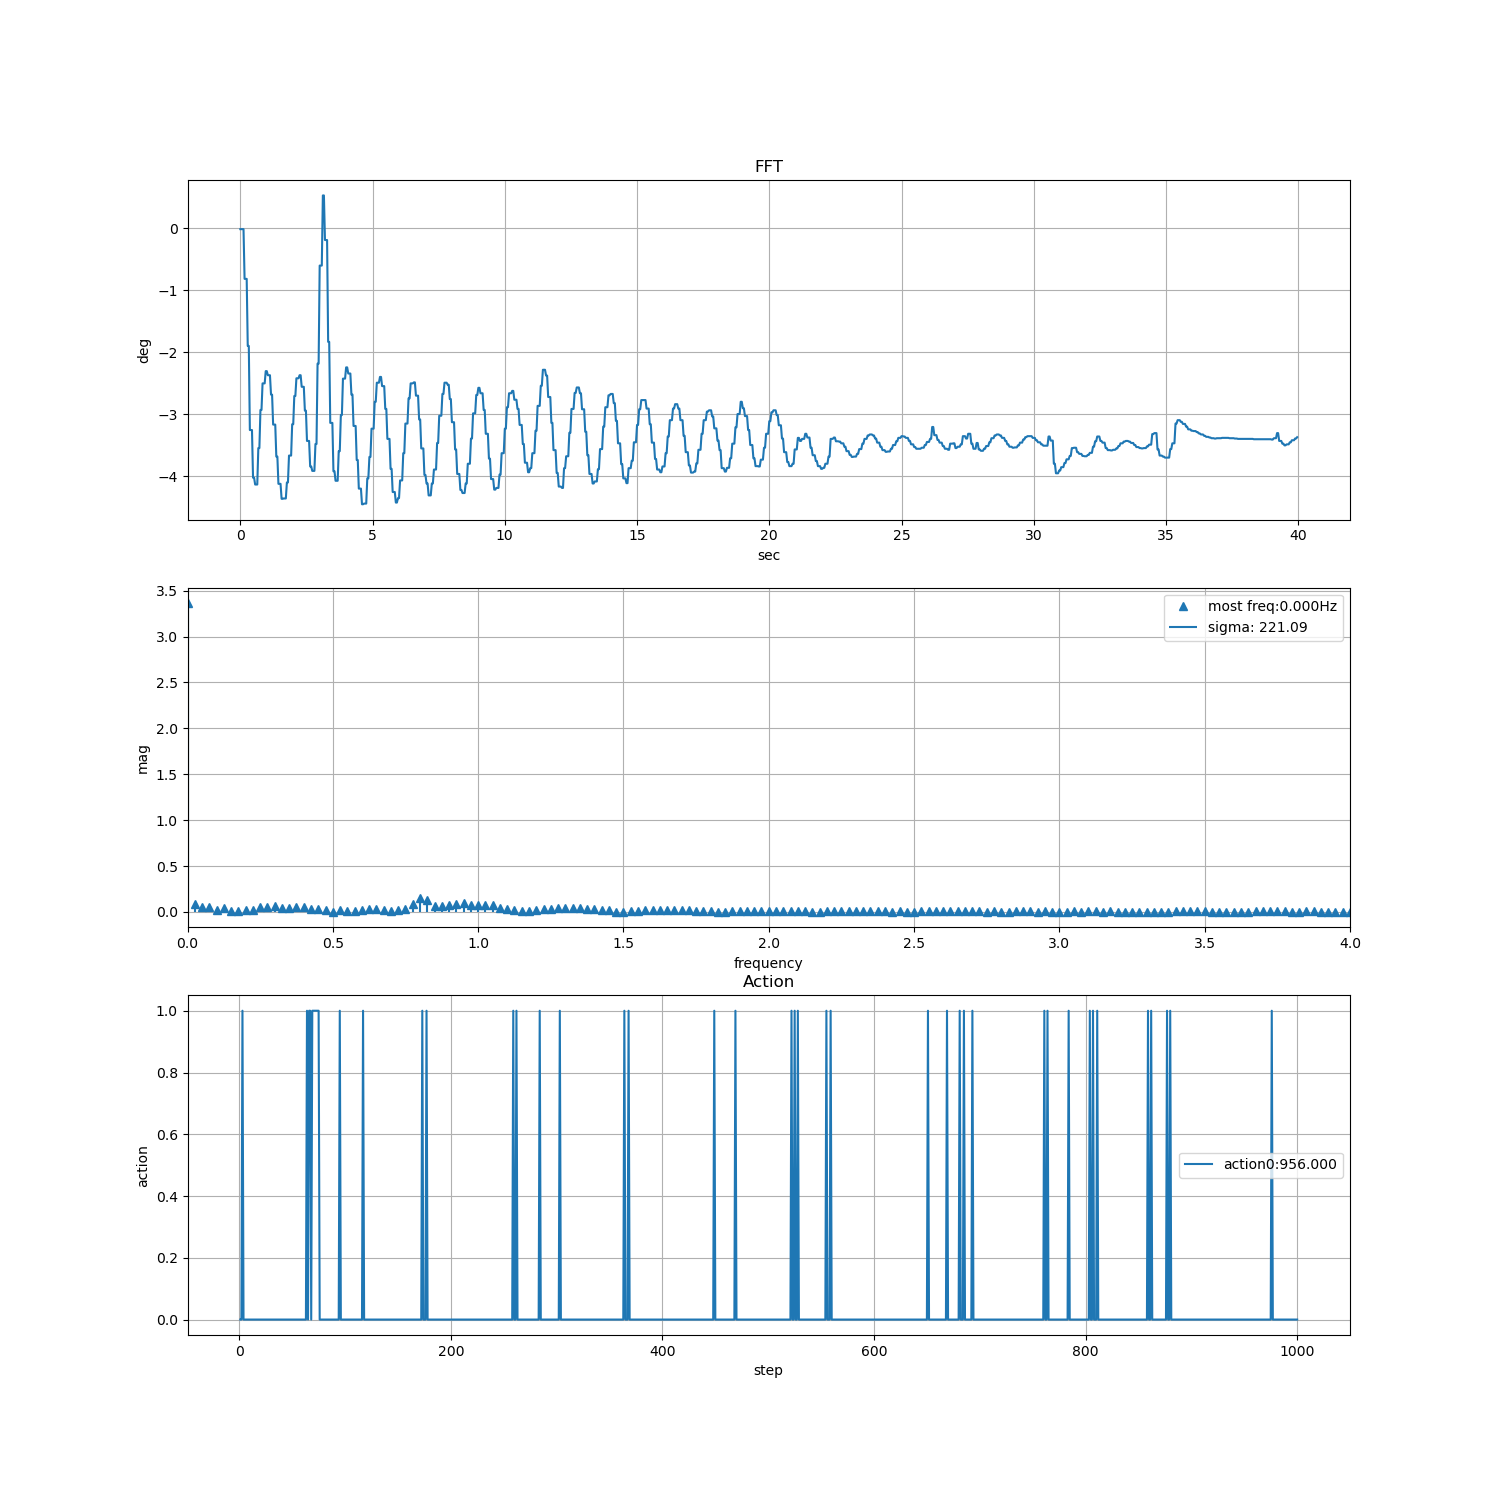 FFT
0
−1
−2
−3
−4
deg
0 5 10 15 20 25 30 35 40
sec
3.5
3.0
2.5
2.0
1.5
1.0
0.5
0.0
mag
most freq:0.000Hz
sigma: 221.09
0.0 0.5 1.0 1.5 2.0 2.5 3.0 3.5 4.0
frequency
Action
1.0
0.8
0.6
0.4
0.2
0.0
action
action0:956.000
0 200 400 600 800 1000
step